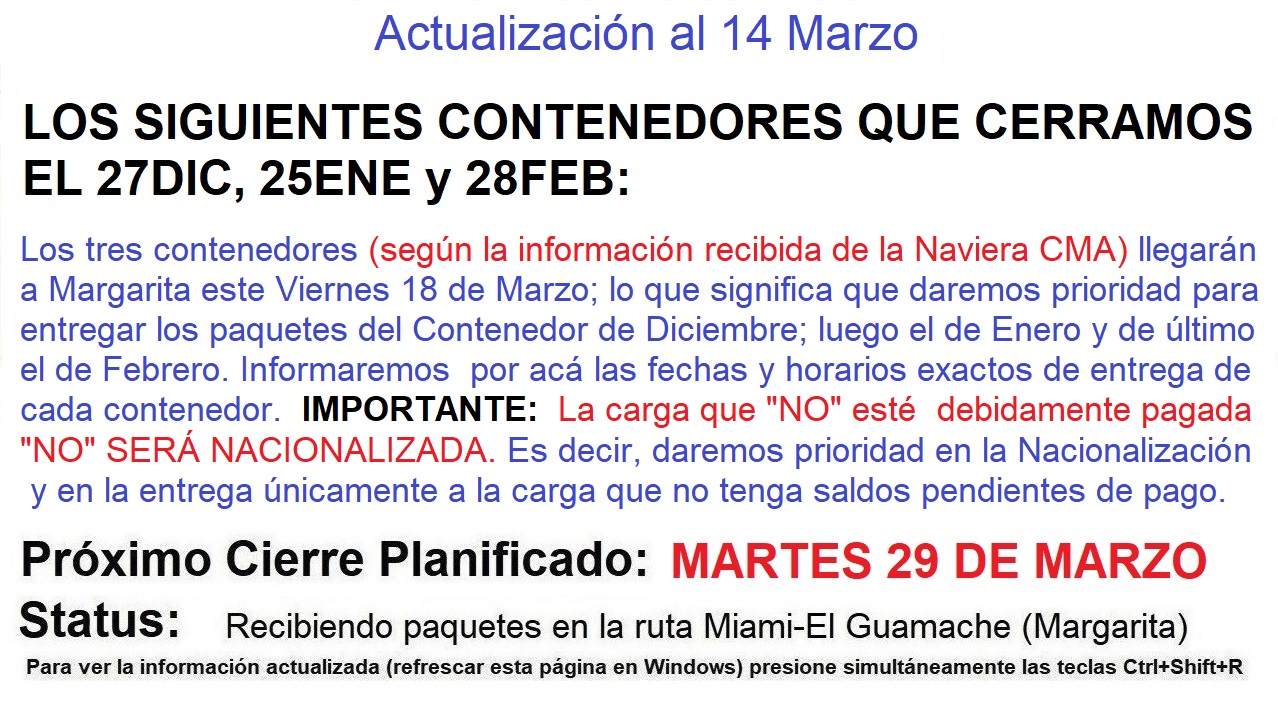 Actualización al 14 Marzo
LOS SIGUIENTES CONTENEDORES QUE CERRAMOS
EL 27DIC, 25ENE y 28FEB:
Los tres contenedores (según la información recibida de la Naviera CMA) llegarán
a Margarita este Viernes 18 de Marzo; lo que significa que daremos prioridad para
entregar los paquetes del Contenedor de Diciembre; luego el de Enero y de último
el de Febrero. Informaremos  por acá las fechas y horarios exactos de entrega de
cada contenedor.  IMPORTANTE:  La carga que "NO" esté  debidamente pagada
"NO" SERÁ NACIONALIZADA. Es decir, daremos prioridad en la Nacionalización
y en la entrega únicamente a la carga que no tenga saldos pendientes de pago.
Próximo Cierre Planificado:  MARTES 29 DE MARZO
Status:  Recibiendo paquetes en la ruta Miami-El Guamache (Margarita)
Para ver la información actualizada (refrescar esta página en Windows) presione simultáneamente las teclas Ctrl+Shift+R